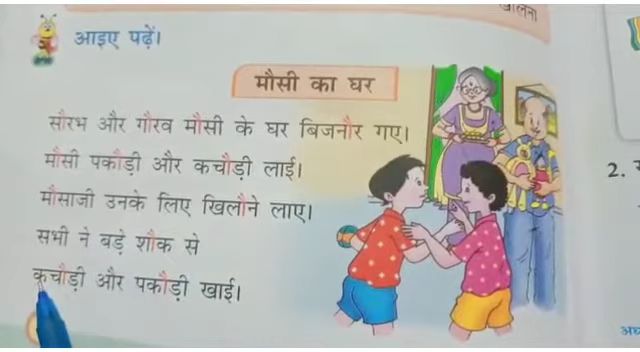 आइए पढ़ें।
मौसी का घर
सौरभ और गौरव मौसी के घर बिजनौर गए।
मौसी पकौड़ी और कचौड़ी लाई।
मौसाजी उनके लिए खिलौने लाए।
सभी ने बड़े शौक से
कचौड़ी और पकौड़ी खाई।
2.